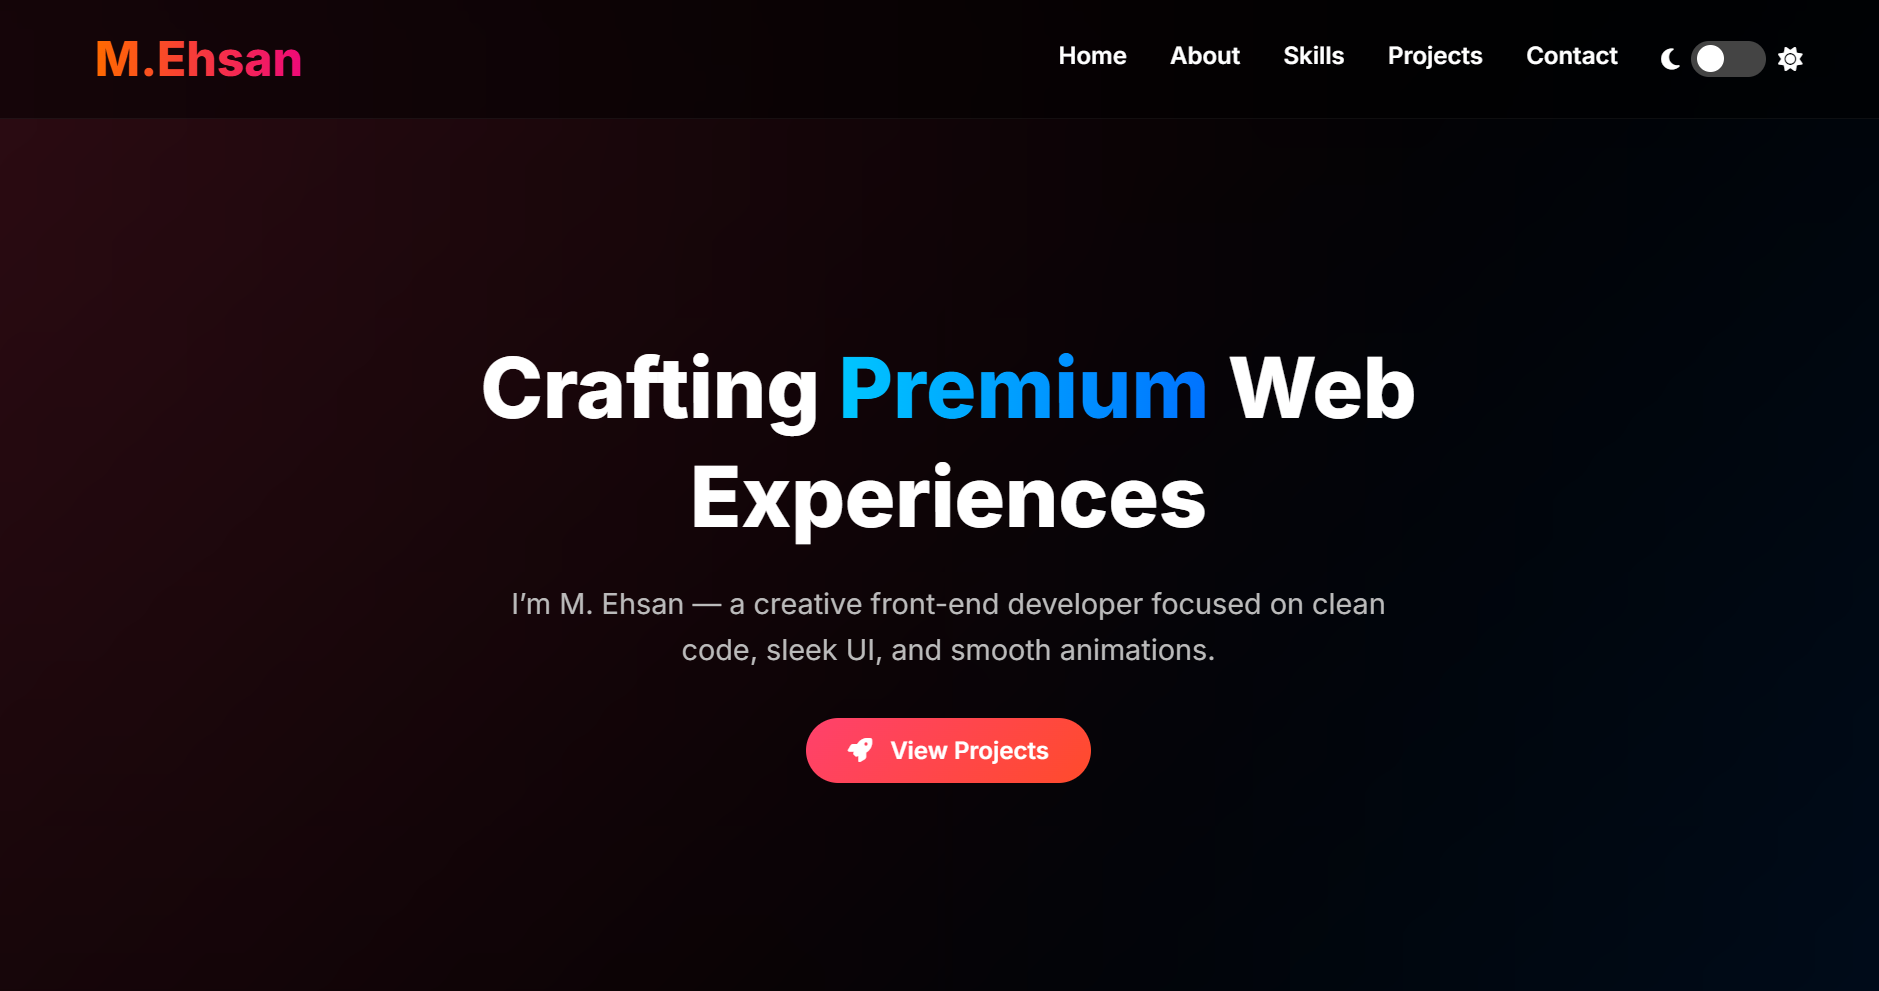 M.Ehsan
Home About Skills Projects Contact
Crafting Premium Web
Experiences
I’m M. Ehsan — a creative front-end developer focused on clean
code, sleek UI, and smooth animations.
View Projects